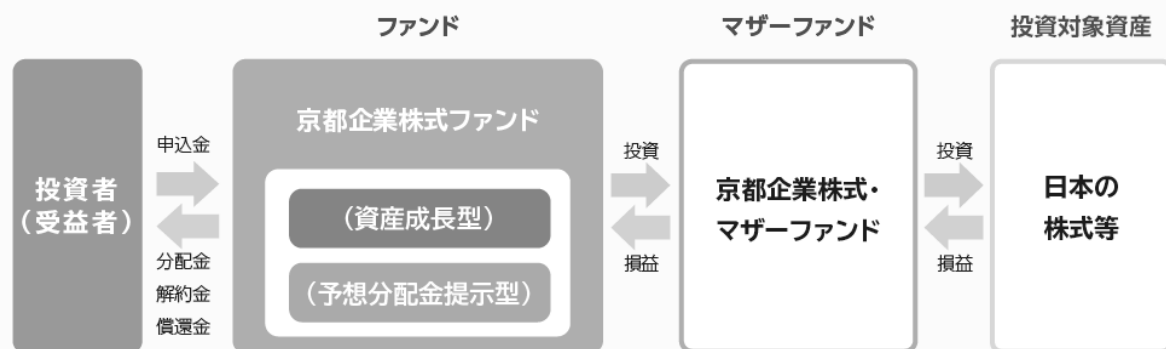 ファンド
マザーファンド
投資対象資産
投資者
（受益者）
申込金
分配金
解約金
償還金
京都企業株式ファンド
（資産成長型）
（予想分配金提示型）
投資
損益
京都企業株式・
マザーファンド
投資
損益
日本の
株式等